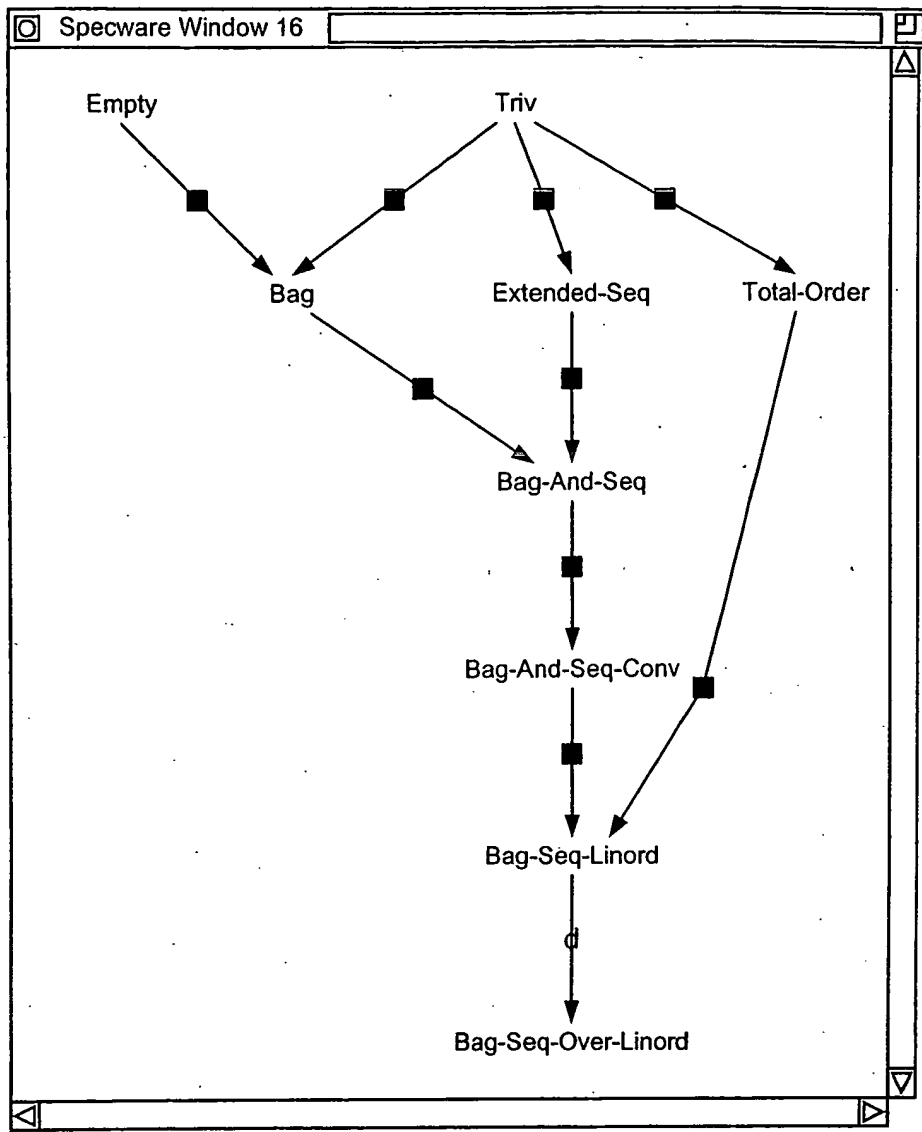 Specware Window 16
Empty
Triv
Bag
Extended-Seq
Total-Order
Bag-And-Seq
Bag-And-Seq-Conv
Bag-Seq-Linord
d
Bag-Seq-Over-Linord